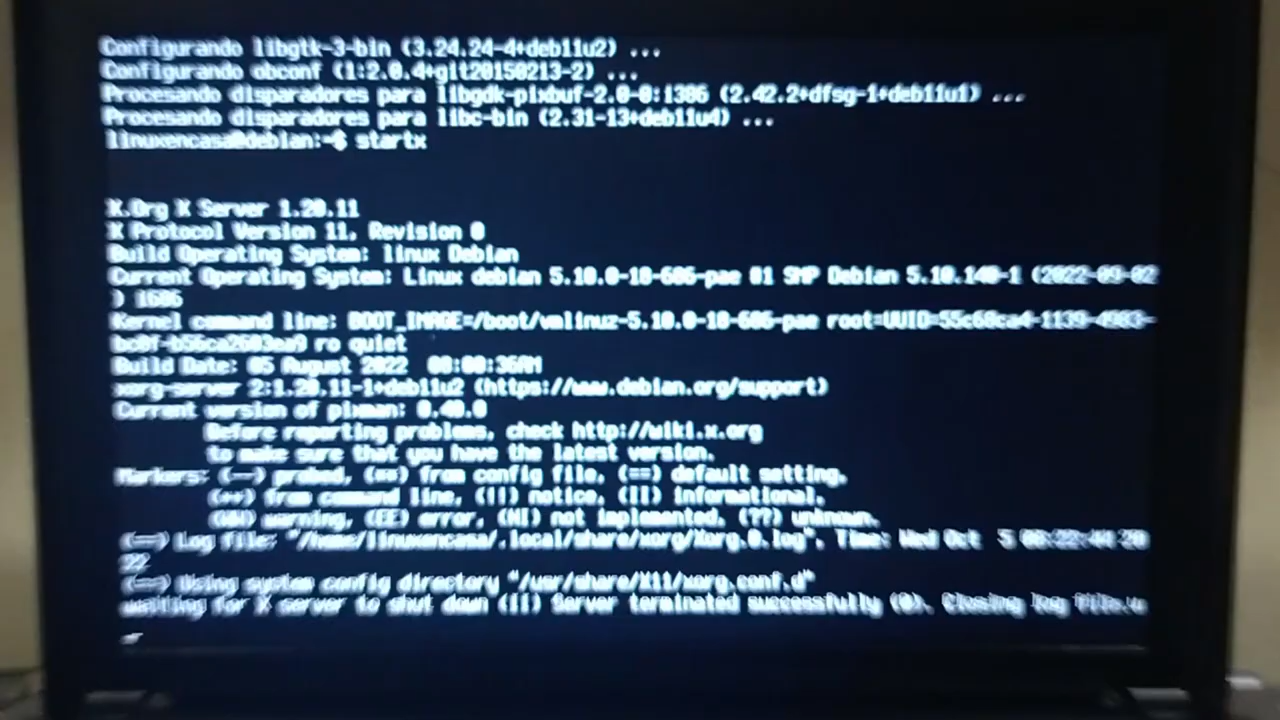 Configurando libgtk-3-bin (3.24.24-4+deb11u2) ...
Configurando obconf (1:2.0.4+git20150213-2) ...
Procesando disparadores para libgdk-pixbuf-2.0-0:i386 (2.42.2+dfsg-1+deb11u1) ...
Procesando disparadores para libc-bin (2.31-13+deb11u4) ...
linuxencasa@debian:~$ startx
X.Org X Server 1.20.11
X Protocol Version 11, Revision 0
Build Operating System: linux Debian
Current Operating System: Linux debian 5.10.0-18-686-pae #1 SMP Debian 5.10.140-1 (2022-09-02
) i686
Kernel command line: BOOT_IMAGE=/boot/vmlinuz-5.10.0-18-686-pae
ro quiet
Build Date: 05 August 2022
xorg-server 2:1.20.11-1+deb11u2 (https://www.debian.org/support)
Current version of pixman: 0.40.0
Before reporting problems, check http://wiki.x.org
to make sure that you have the latest version.
Markers: (--) probed, (**) from config file, (==) default setting,
(++) from command line, (!!) notice, (II) informational,
(WW) warning, (EE) error, (NI) not implemented, (??) unknown.
(==) Log file: "/home/linuxencasa/.local/share/xorg/Xorg.0.log", Time: Wed Oct 5 08:22:44 20
22
(==) Using system config directory "/usr/share/X11/xorg.conf.d"
waiting for X server to shut down (II) Server terminated successfully (0). Closing log file.